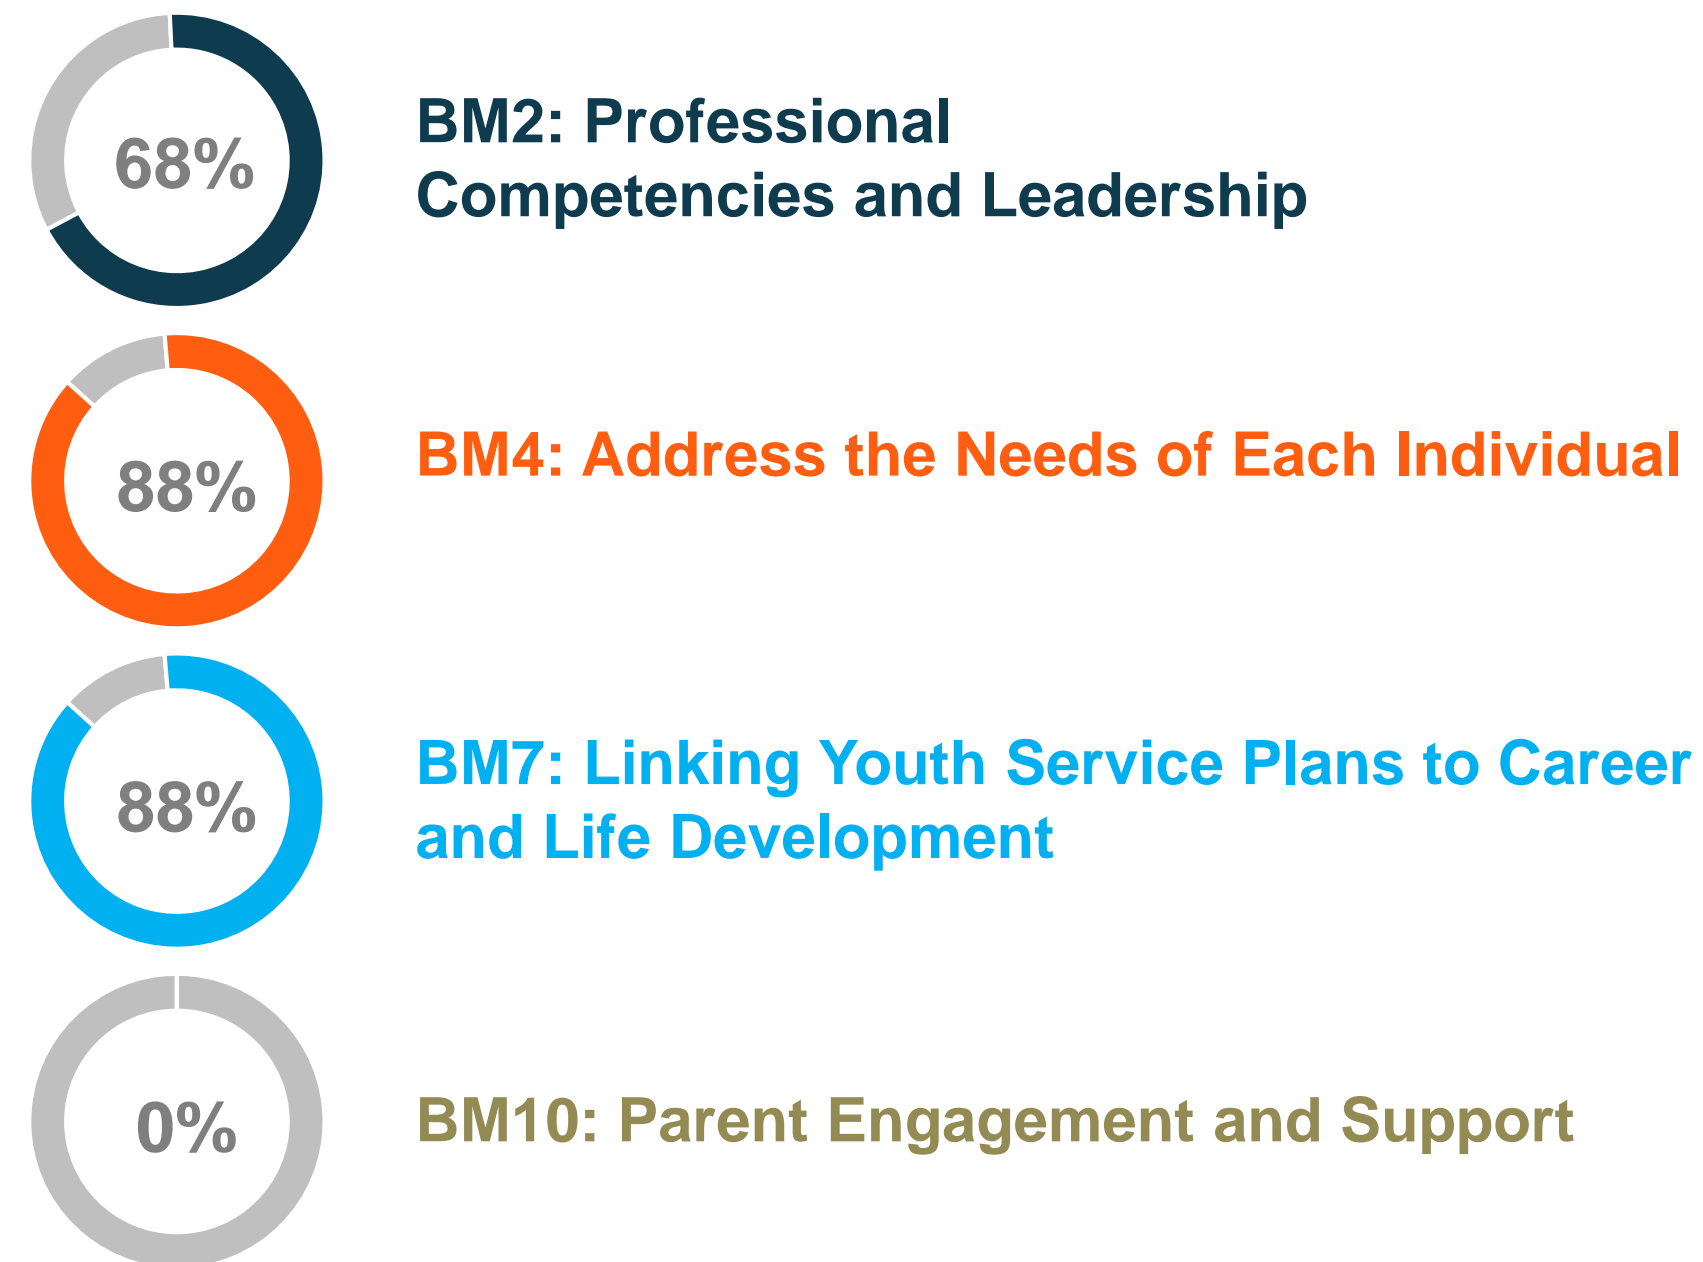 68%
BM2: Professional
Competencies and Leadership
88%
BM4: Address the Needs of Each Individual
88%
BM7: Linking Youth Service Plans to Career
and Life Development
0%
BM10: Parent Engagement and Support